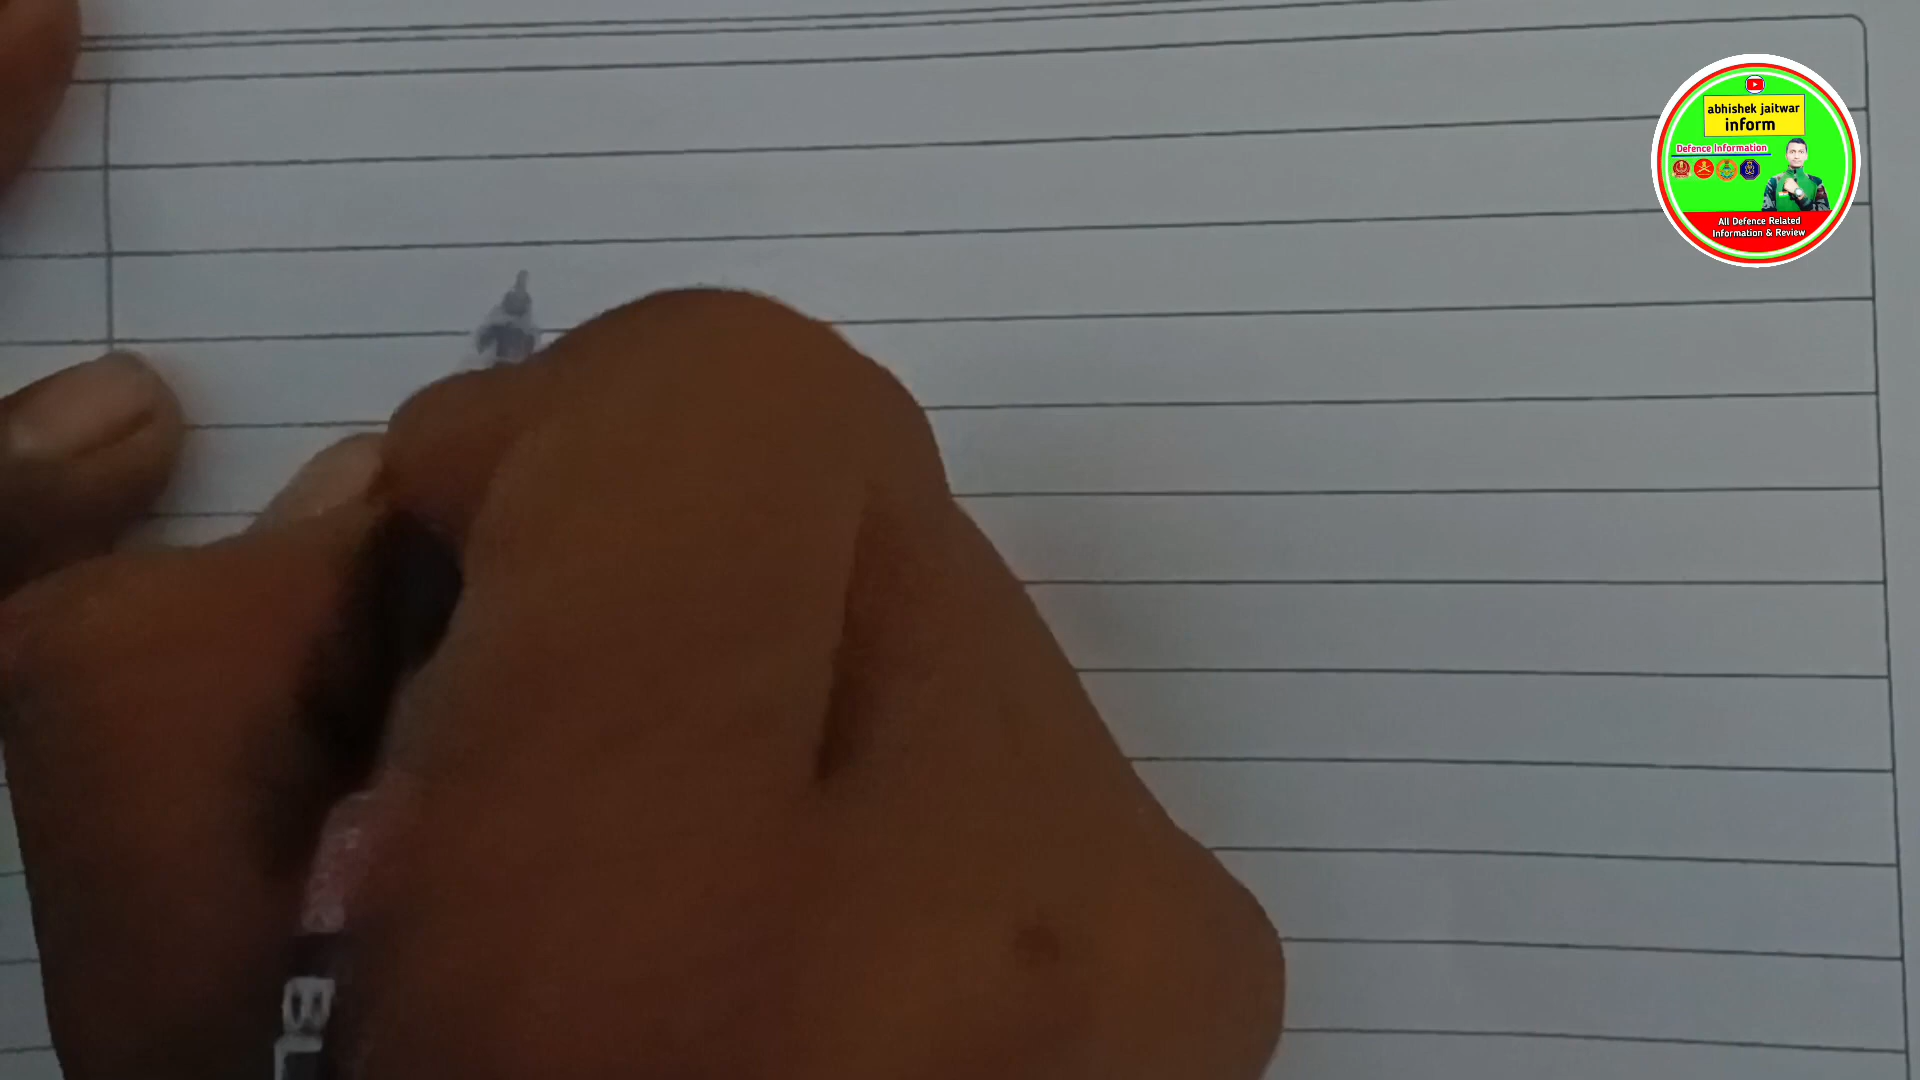 abhishek jaitwar
inform
Defence Information
All Defence Related
Information & Review